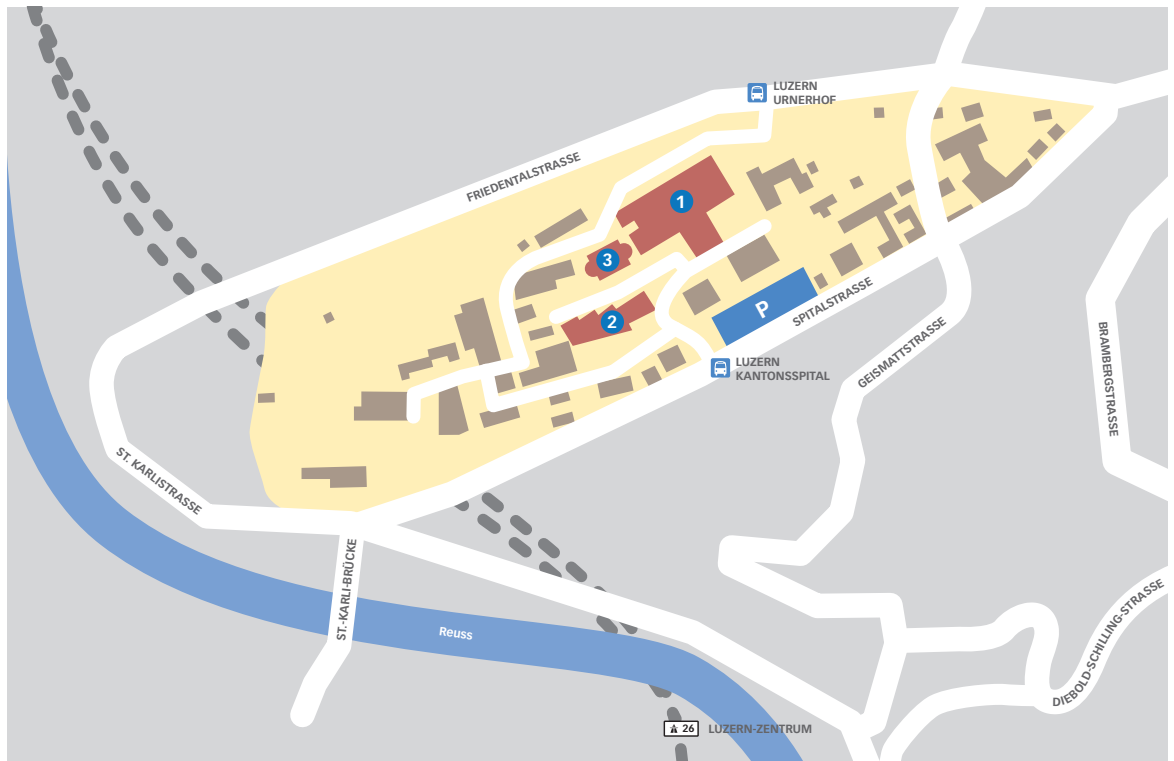 LUZERN
URNERHOF
FRIEDENTALSTRASSE
1
3
2
P
SPITALSTRASSE
LUZERN
KANTONSSPITAL
GEISMATTSTRASSE
BRAMBERGSTRASSE
ST. KARLISTRASSE
ST.-KARLI-BRÜCKE
Reuss
DIEBOLD-SCHILLING-STRASSE
26 LUZERN-ZENTRUM